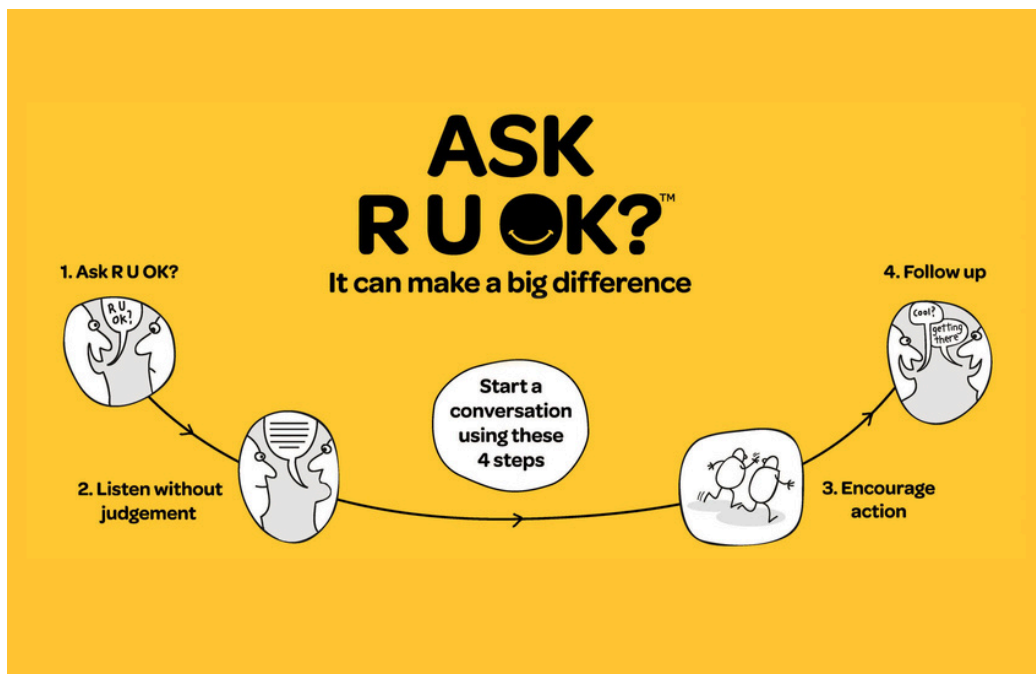 ASK
R U OK?™
It can make a big difference
1. Ask R U OK?
R U
OK?
2. Listen without
judgement
Start a
conversation
using these
4 steps
3. Encourage
action
4. Follow up
cool?
getting
there